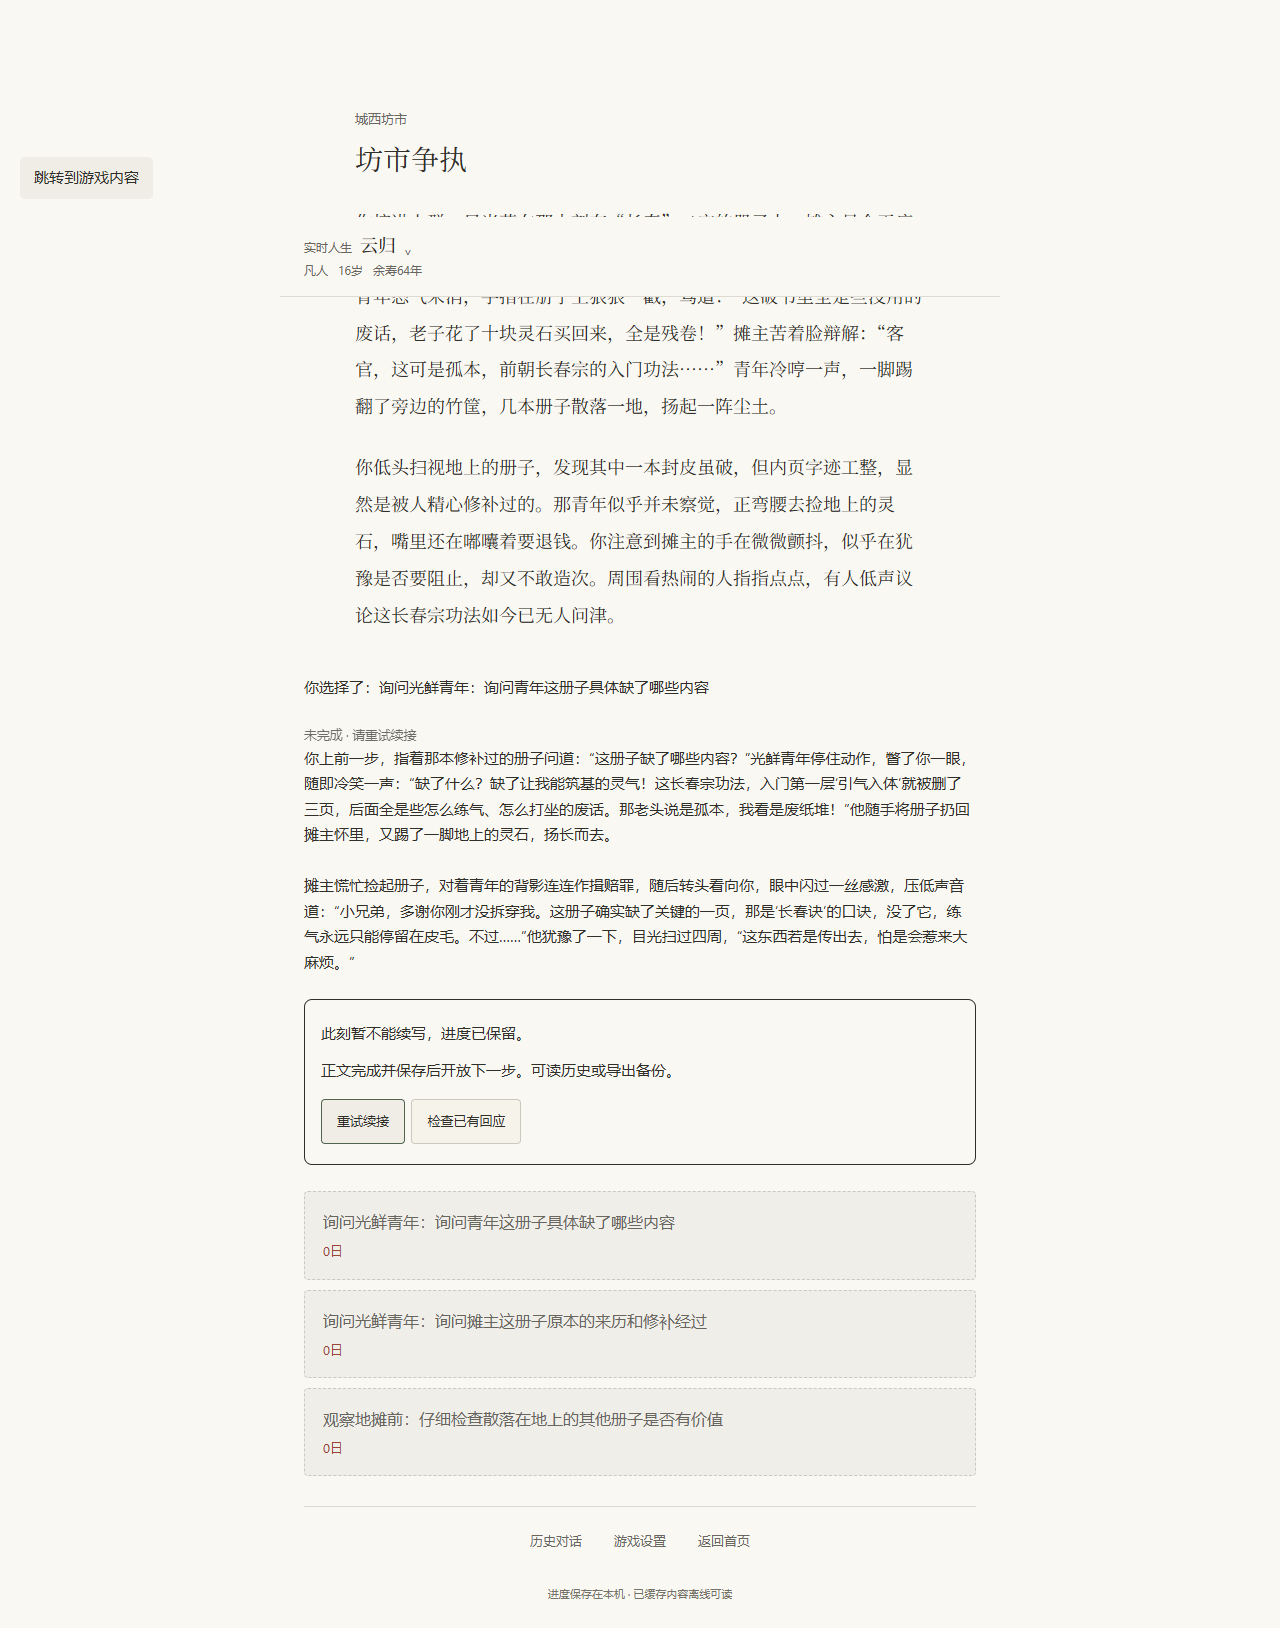 城西坊市
坊市争执
跳转到游戏内容
实时人生 云归 ∨
凡人 16岁 余寿64年
废话，老子花了十块灵石买回来，全是残卷！”摊主苦着脸辩解：“客
官，这可是孤本，前朝长春宗的入门功法……”青年冷哼一声，一脚踢
翻了旁边的竹筐，几本册子散落一地，扬起一阵尘土。
你低头扫视地上的册子，发现其中一本封皮虽破，但内页字迹工整，显
然是被人精心修补过的。那青年似乎并未察觉，正弯腰去捡地上的灵
石，嘴里还在嘟囔着要退钱。你注意到摊主的手在微微颤抖，似乎在犹
豫是否要阻止，却又不敢造次。周围看热闹的人指指点点，有人低声议
论这长春宗功法如今已无人问津。
你选择了：询问光鲜青年：询问青年这册子具体缺了哪些内容
未完成 · 请重试续接
你上前一步，指着那本修补过的册子问道：“这册子缺了哪些内容？”光鲜青年停住动作，瞥了你一眼，
随即冷笑一声：“缺了什么？缺了让我能筑基的灵气！这长春宗功法，入门第一层‘引气入体’就被删了
三页，后面全是些怎么练气、怎么打坐的废话。那老头说是孤本，我看是废纸堆！”他随手将册子扔回
摊主怀里，又踢了一脚地上的灵石，扬长而去。
摊主慌忙捡起册子，对着青年的背影连连作揖赔罪，随后转头看向你，眼中闪过一丝感激，压低声音
道：“小兄弟，多谢你刚才没拆穿我。这册子确实缺了关键的一页，那是‘长春诀’的口诀，没了它，练
气永远只能停留在皮毛。不过……”他犹豫了一下，目光扫过四周，“这东西若是传出去，怕是会惹来大
麻烦。”
此刻暂不能续写，进度已保留。
正文完成并保存后开放下一步。可读历史或导出备份。
重试续接 检查已有回应
询问光鲜青年：询问青年这册子具体缺了哪些内容
0日
询问光鲜青年：询问摊主这册子原本的来历和修补经过
0日
观察地摊前：仔细检查散落在地上的其他册子是否有价值
0日
历史对话 游戏设置 返回首页
进度保存在本机 · 已缓存内容离线可读